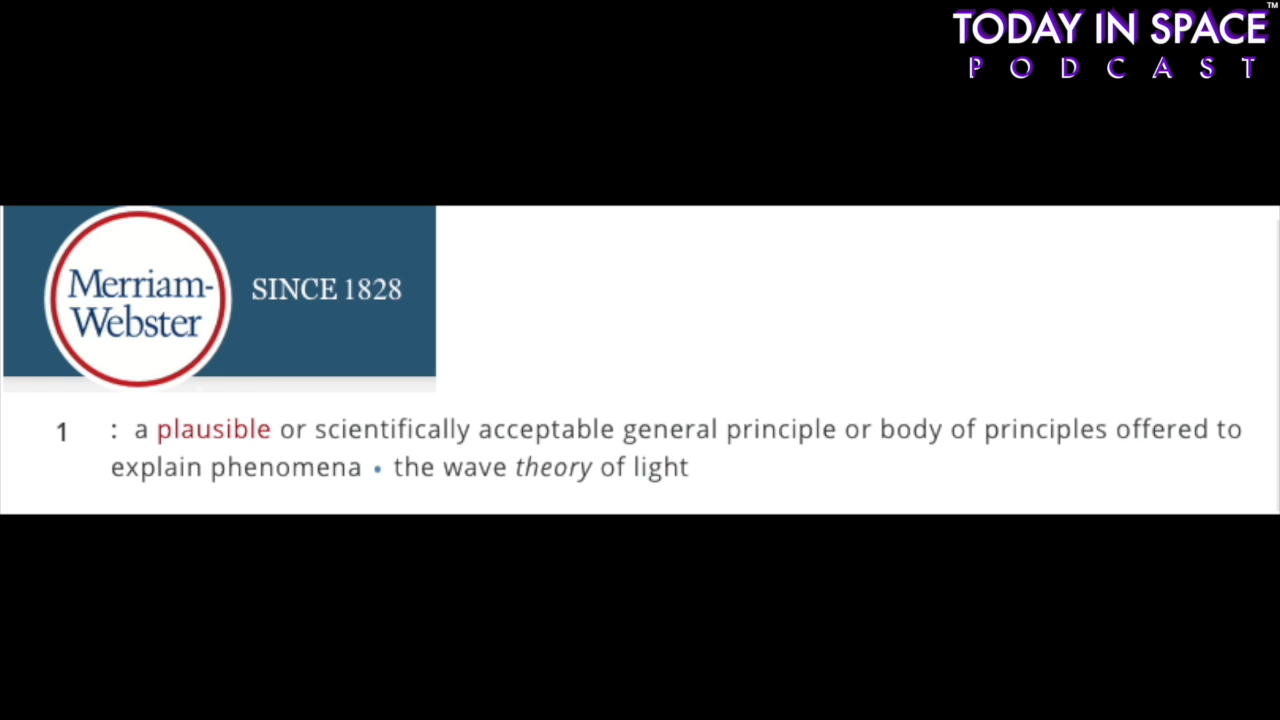 TODAY IN SPACE™
PODCAST
Merriam-
Webster
SINCE 1828
1 : a plausible or scientifically acceptable general principle or body of principles offered to
explain phenomena • the wave theory of light